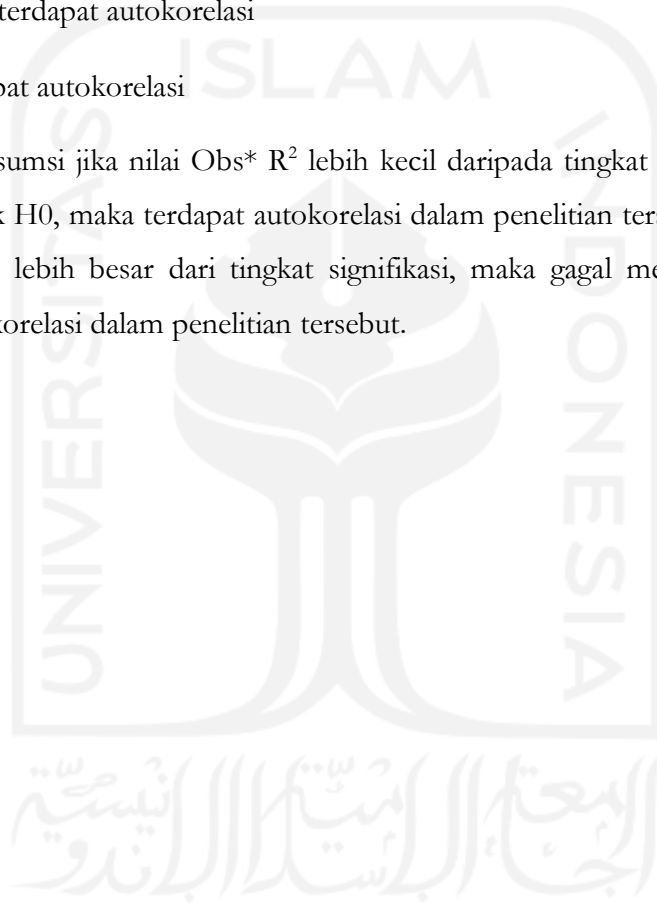 terdapat autokorelasi
pat autokorelasi
sumsi jika nilai Obs* R² lebih kecil daripada tingkat
k H0, maka terdapat autokorelasi dalam penelitian ters
lebih besar dari tingkat signifikasi, maka gagal me
korelasi dalam penelitian tersebut.
ISLAM
UNIVERSITAS
INDONESIA